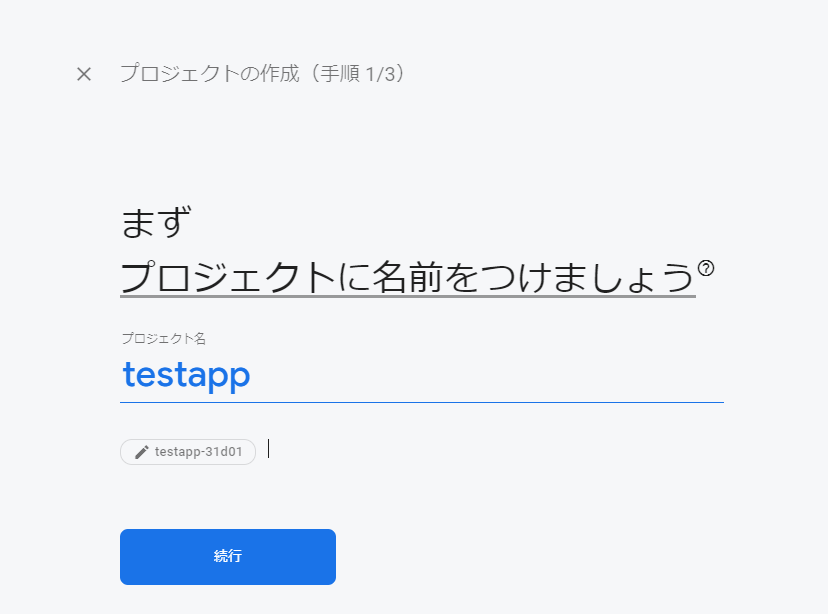 プロジェクトの作成（手順 1/3）
まず
プロジェクトに名前をつけましょう
プロジェクト名
testapp
testapp-31d01
続行